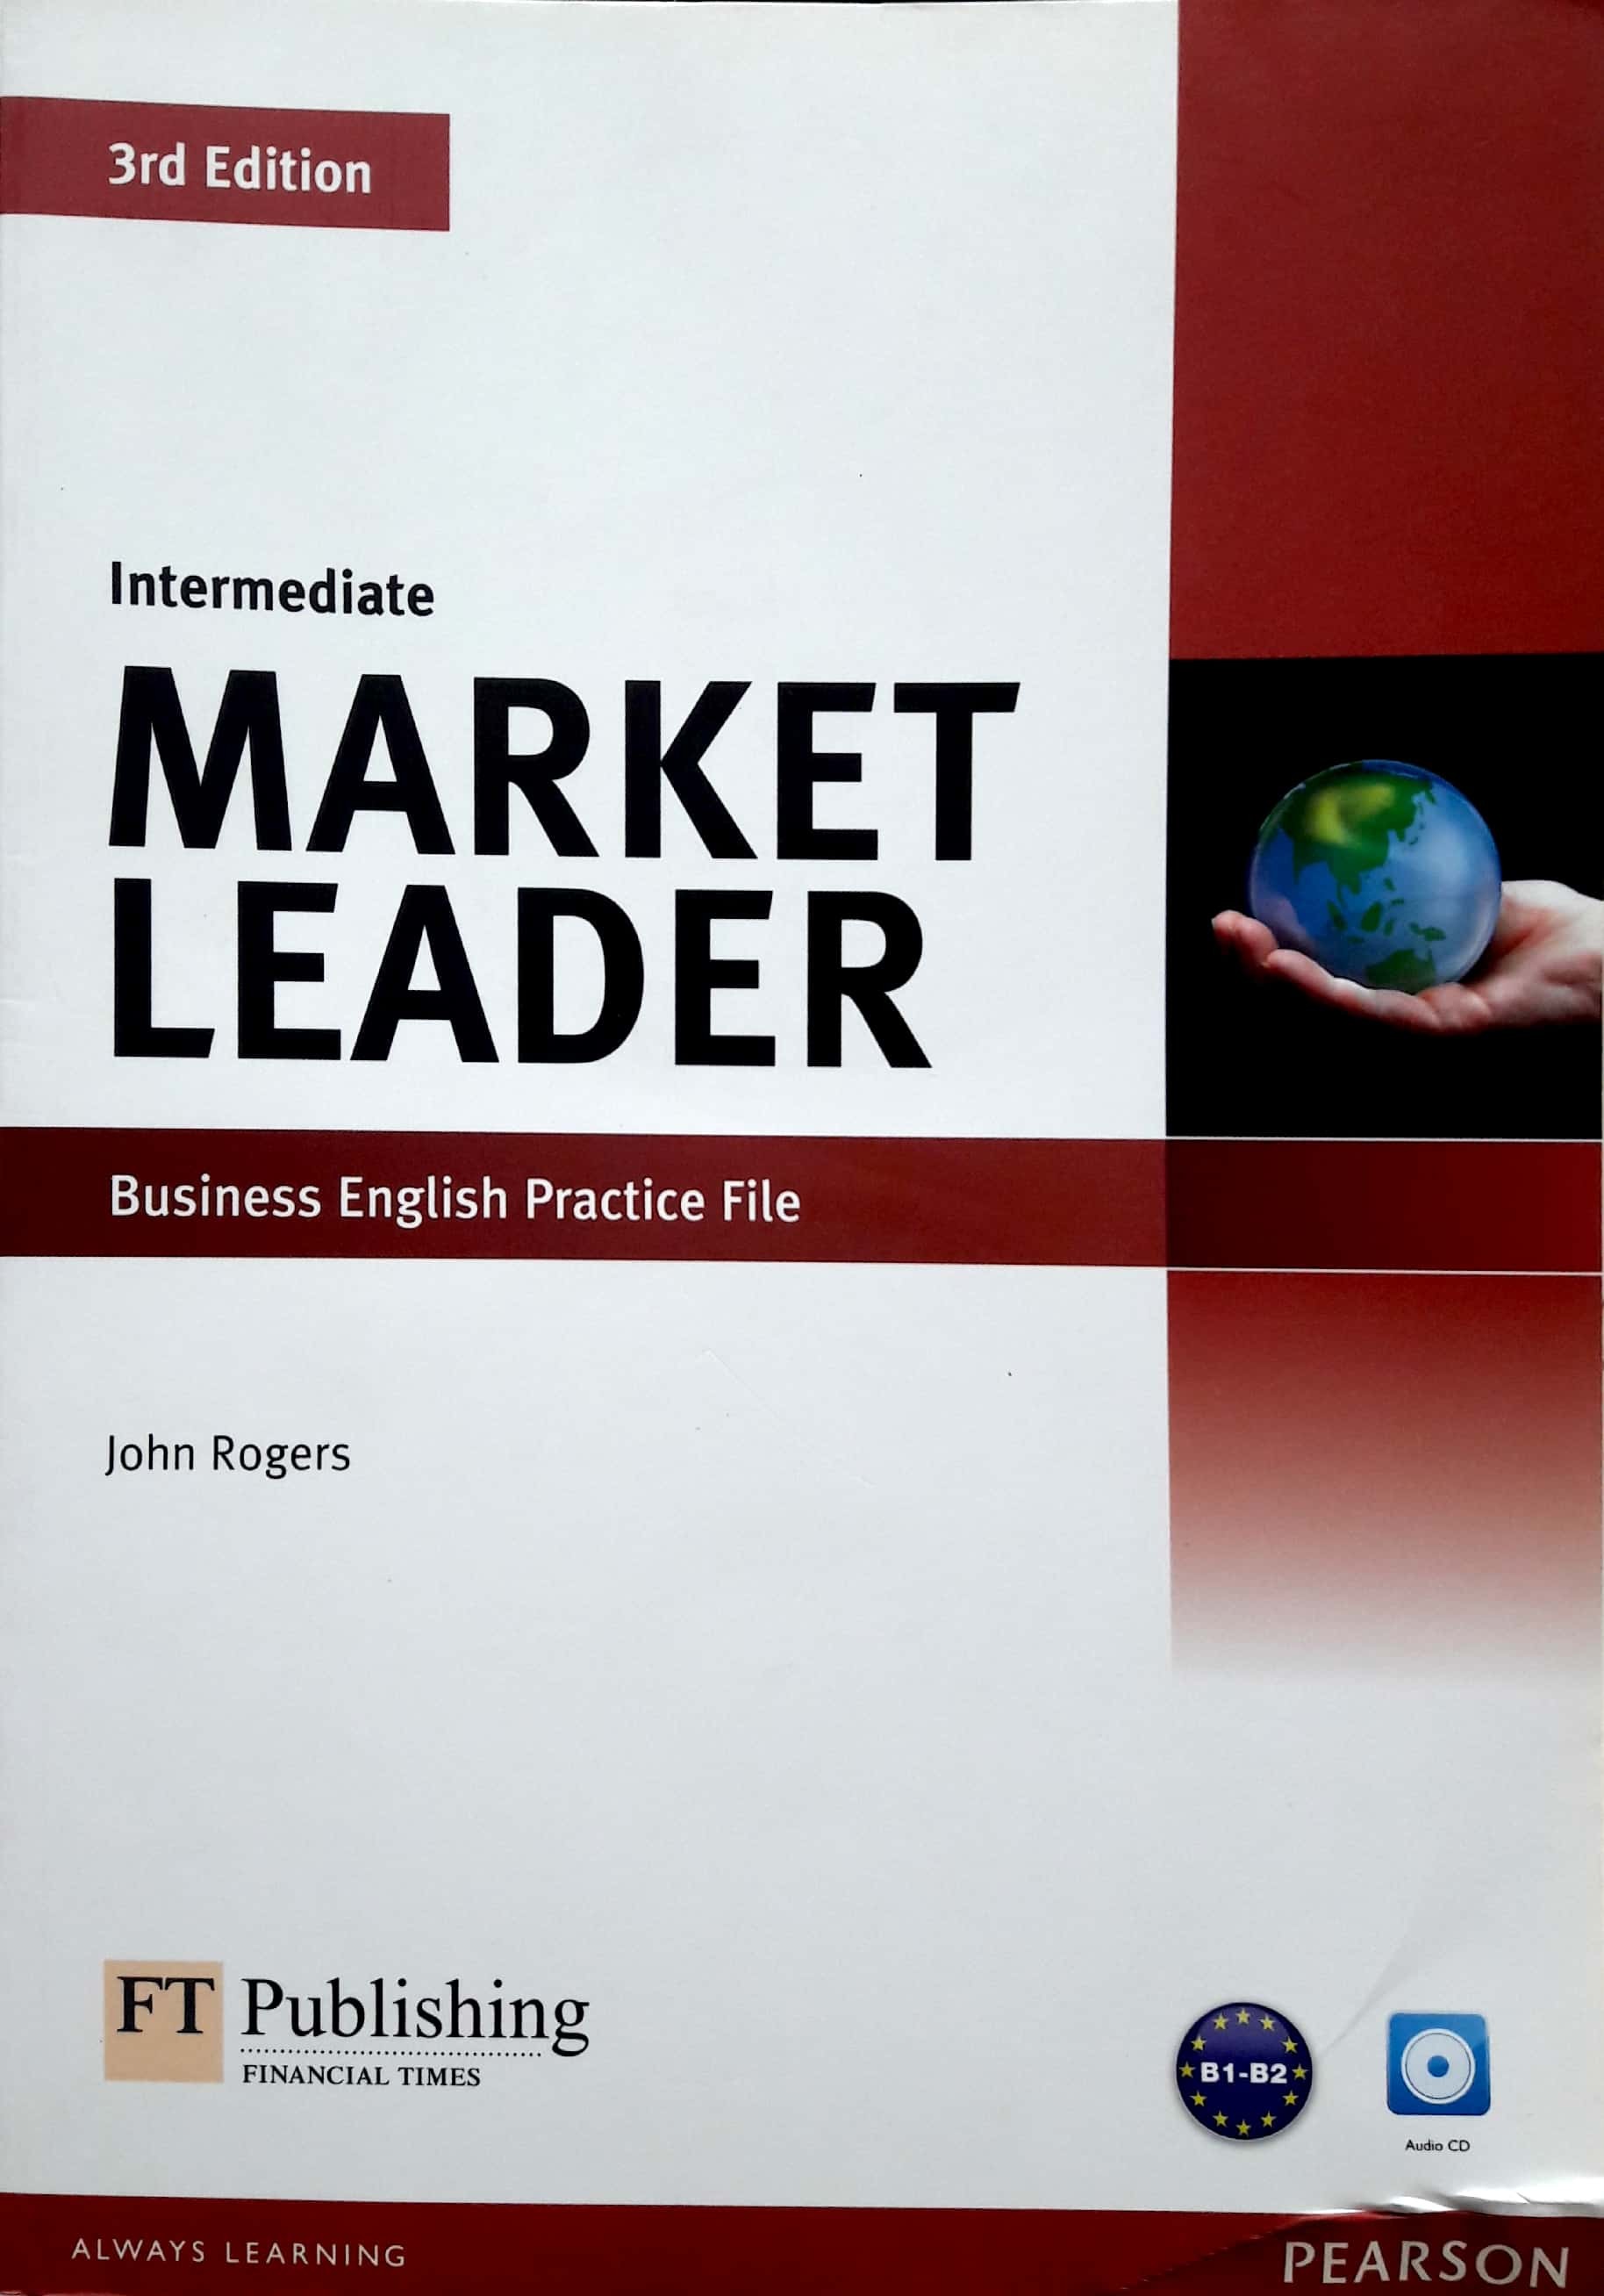 3rd Edition
Intermediate
MARKET
LEADER
Business English Practice File
John Rogers
FT Publishing
FINANCIAL TIMES
B1-B2
Audio CD
ALWAYS LEARNING
PEARSON